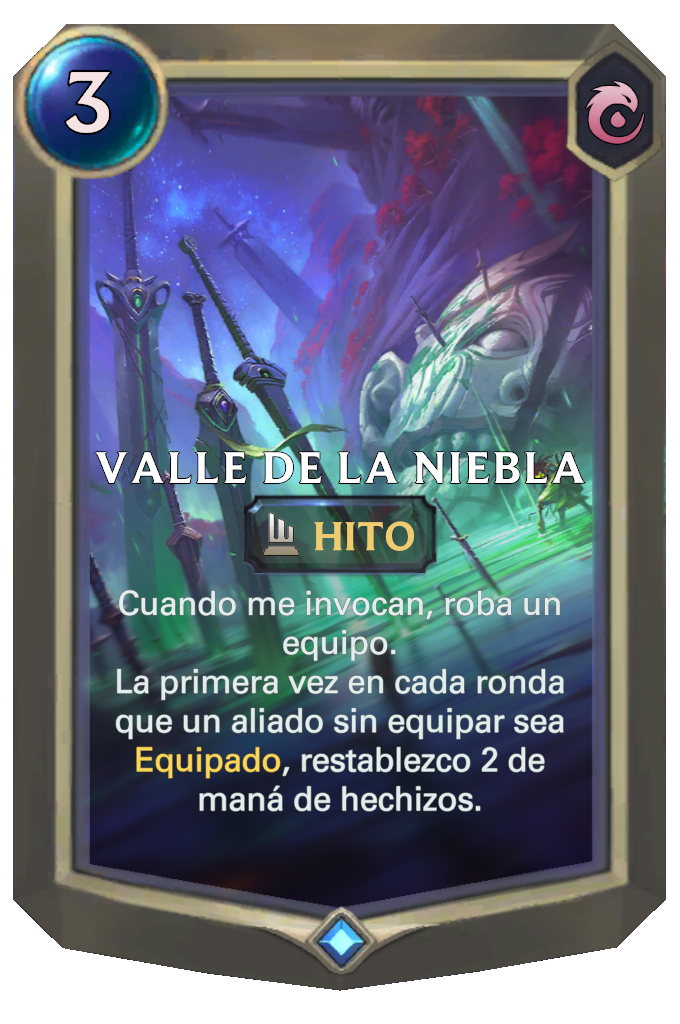 3
VALLE DE LA NIEBLA
HITO
Cuando me invocan, roba un
equipo.
La primera vez en cada ronda
que un aliado sin equipar sea
Equipado, restablezco 2 de
maná de hechizos.